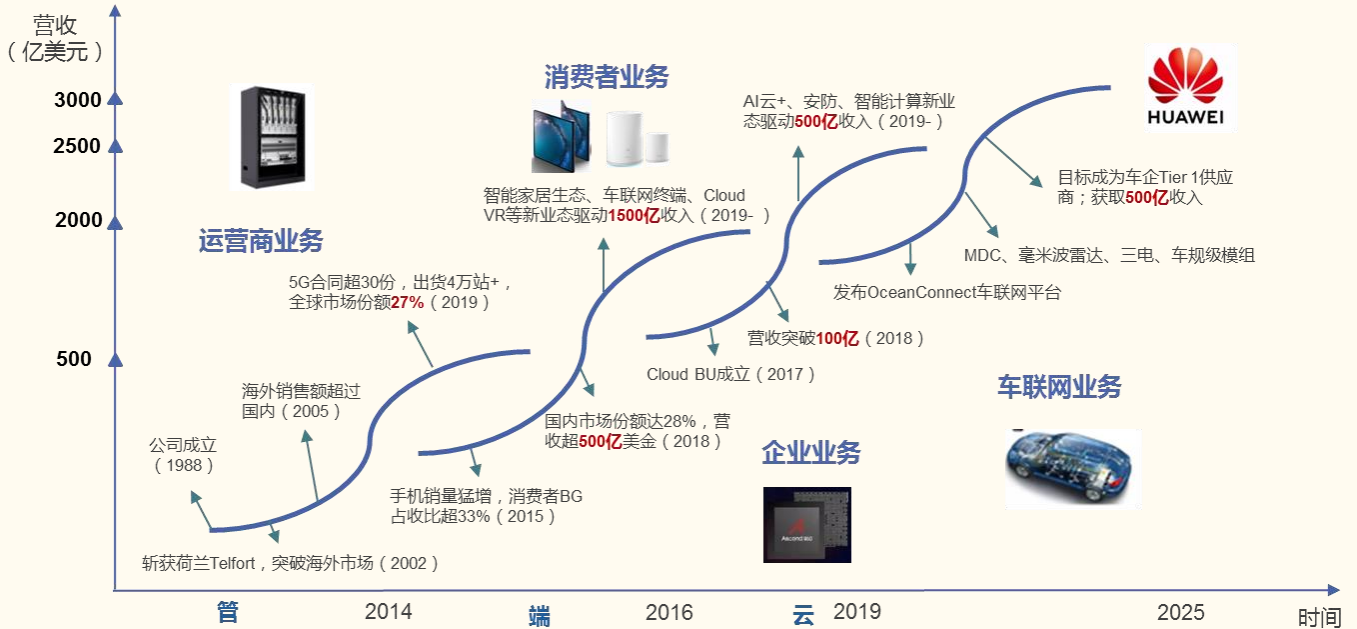 营收
（亿美元）
3000
2500
2000
500
运营商业务
5G合同超30份，出货4万站+，
全球市场份额27%（2019）
海外销售额超过
国内（2005）
公司成立
（1988）
斩获荷兰Telfort，突破海外市场（2002）
消费者业务
智能家居生态、车联网终端、Cloud
VR等新业态驱动1500亿收入（2019- ）
国内市场份额达28%，营
收超500亿美金（2018）
手机销量猛增，消费者BG
占收比超33%（2015）
AI云+、安防、智能计算新业
态驱动500亿收入（2019-）
营收突破100亿（2018）
Cloud BU成立（2017）
企业业务
Ascend 910
HUAWEI
目标成为车企Tier 1供应
商；获取500亿收入
MDC、毫米波雷达、三电、车规级模组
发布OceanConnect车联网平台
车联网业务
管
2014
端
2016
云
2019
2025
时间